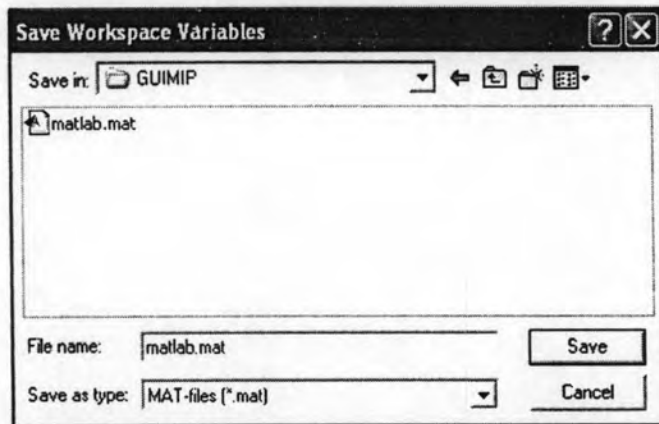 Save Workspace Variables
Save in: GUIMIP
matlab.mat
File name: matlab.mat Save
Save as type: MAT-files (*.mat) Cancel